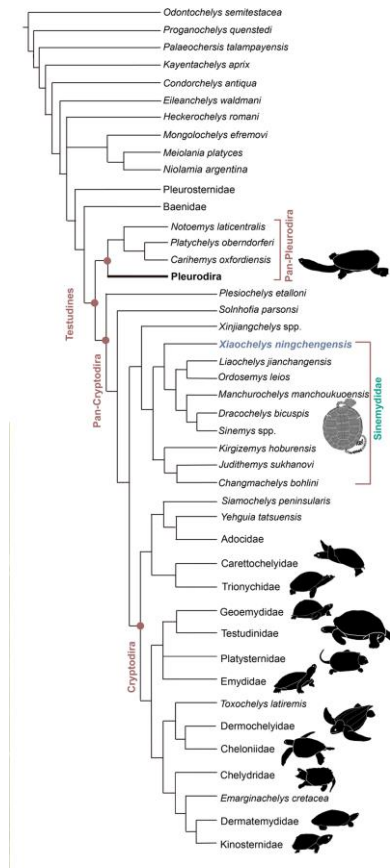 Odontochelys semitestacea
Proganochelys quenstedi
Palaeochersis talampayensis
Kayentachelys aprix
Condorchelys antiqua
Eileanchelys waldmani
Heckerochelys romani
Mongolochelys efremovi
Meiolania platyces
Niolamia argentina
Pleurosternidae
Baenidae
Notoemys laticentralis
Platychelys oberndorferi
Carihemys oxfordiensis
Pleurodira
Pan-Pleurodira
Testudines
Plesiochelys etalloni
Solnhofia parsoni
Xinjiangchelys spp.
Xiaochelys ningchengensis
Liaochelys jianchangensis
Ordosemys leios
Manchurochelys manchoukuoensis
Dracochelys bicuspis
Sinemys spp.
Kirgizemys hoburensis
Judithemys sukhanovi
Changmachelys bohlini
Sinemydidae
Pan-Cryptodira
Siamochelys peninsularis
Yehguia tatsuensis
Adocidae
Carettochelyidae
Trionychidae
Geoemydidae
Testudinidae
Platysternidae
Emydidae
Cryptodira
Toxochelys latiremis
Dermochelyidae
Cheloniidae
Chelydridae
Emarginachelys cretacea
Dermatemydidae
Kinosternidae